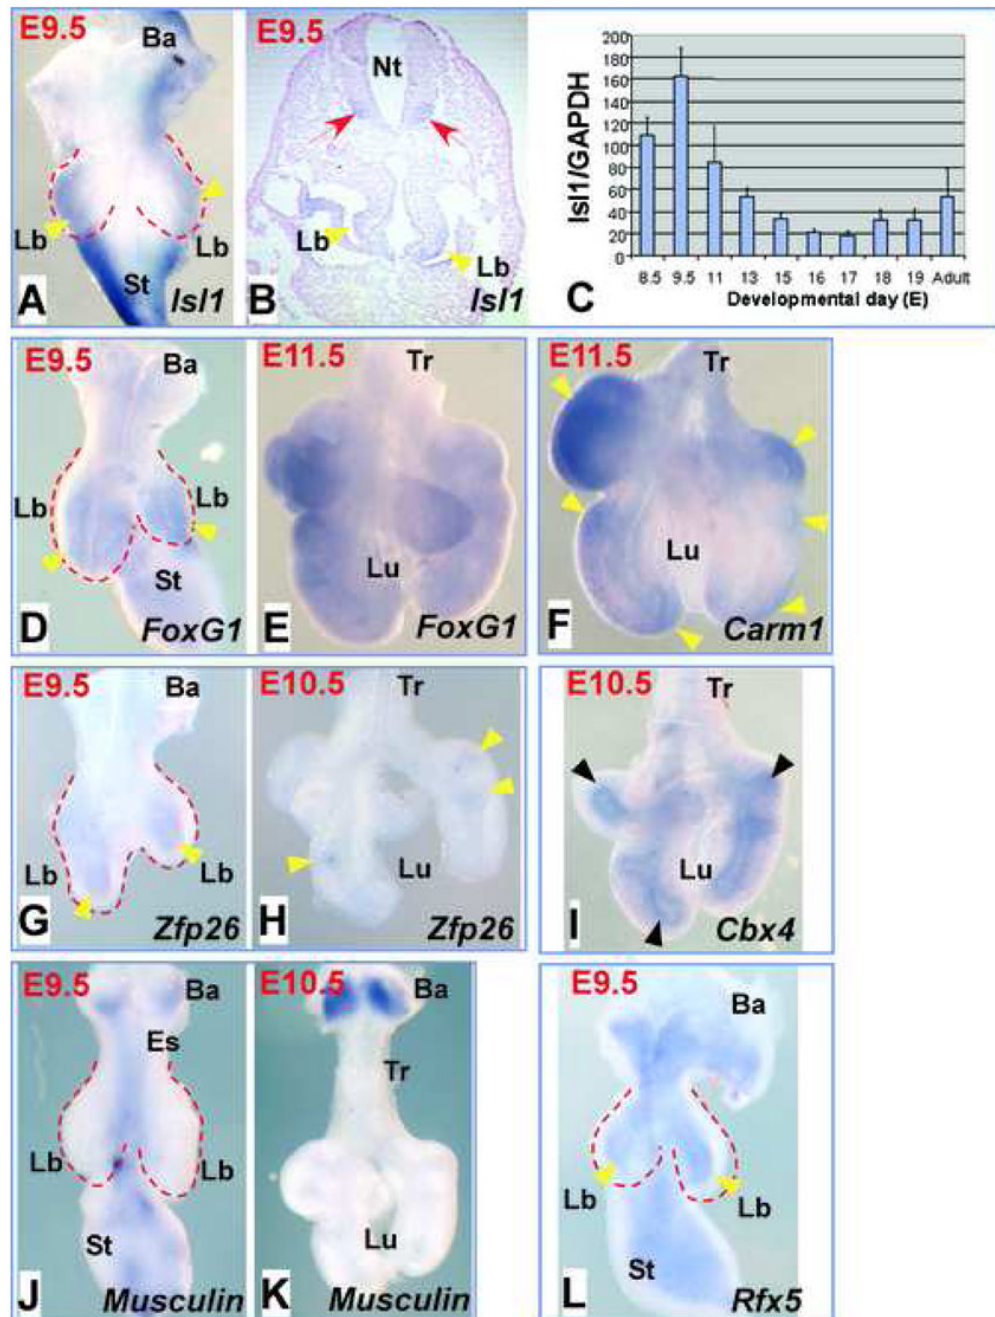 E9.5
Ba
Lb
Lb
St
A
Isl1
E9.5
Nt
Lb
Lb
B
Isl1
Isl1/GAPDH
200
180
160
140
120
100
80
60
40
20
0
8.5 9.5 11 13 15 16 17 18 19 Adult
C
Developmental day (E)
E9.5
Ba
Lb
Lb
St
D
FoxG1
E11.5
Tr
Lu
E
FoxG1
E11.5
Tr
Lu
F
Carm1
E9.5
Ba
Lb
Lb
G
Zfp26
E10.5
Tr
Lu
H
Zfp26
E10.5
Tr
Lu
I
Cbx4
E9.5
Ba
Es
Lb
Lb
St
J
Musculin
E10.5
Ba
Tr
Lu
K
Musculin
E9.5
Ba
Lb
Lb
St
L
Rfx5